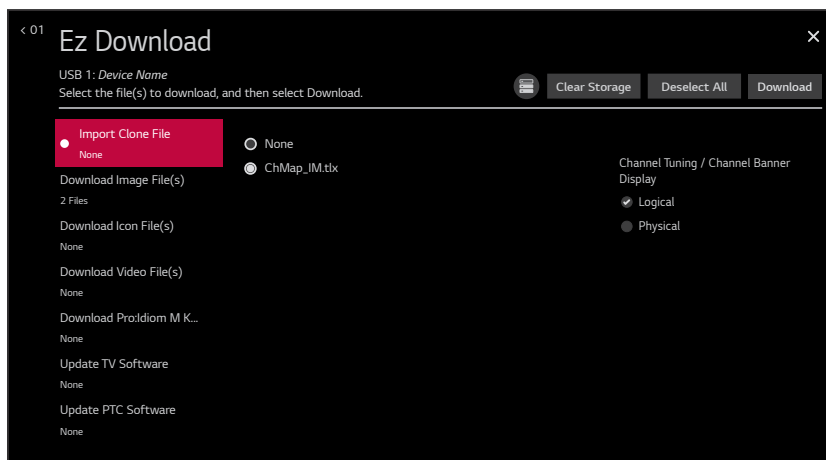 < 01
Ez Download
USB 1: Device Name
Select the file(s) to download, and then select Download.
Clear Storage
Deselect All
Download
Import Clone File
None
Download Image File(s)
2 Files
Download Icon File(s)
None
Download Video File(s)
None
Download Pro:Idiom M K...
None
Update TV Software
None
Update PTC Software
None
None
ChMap_IM.tlx
Channel Tuning / Channel Banner
Display
Logical
Physical